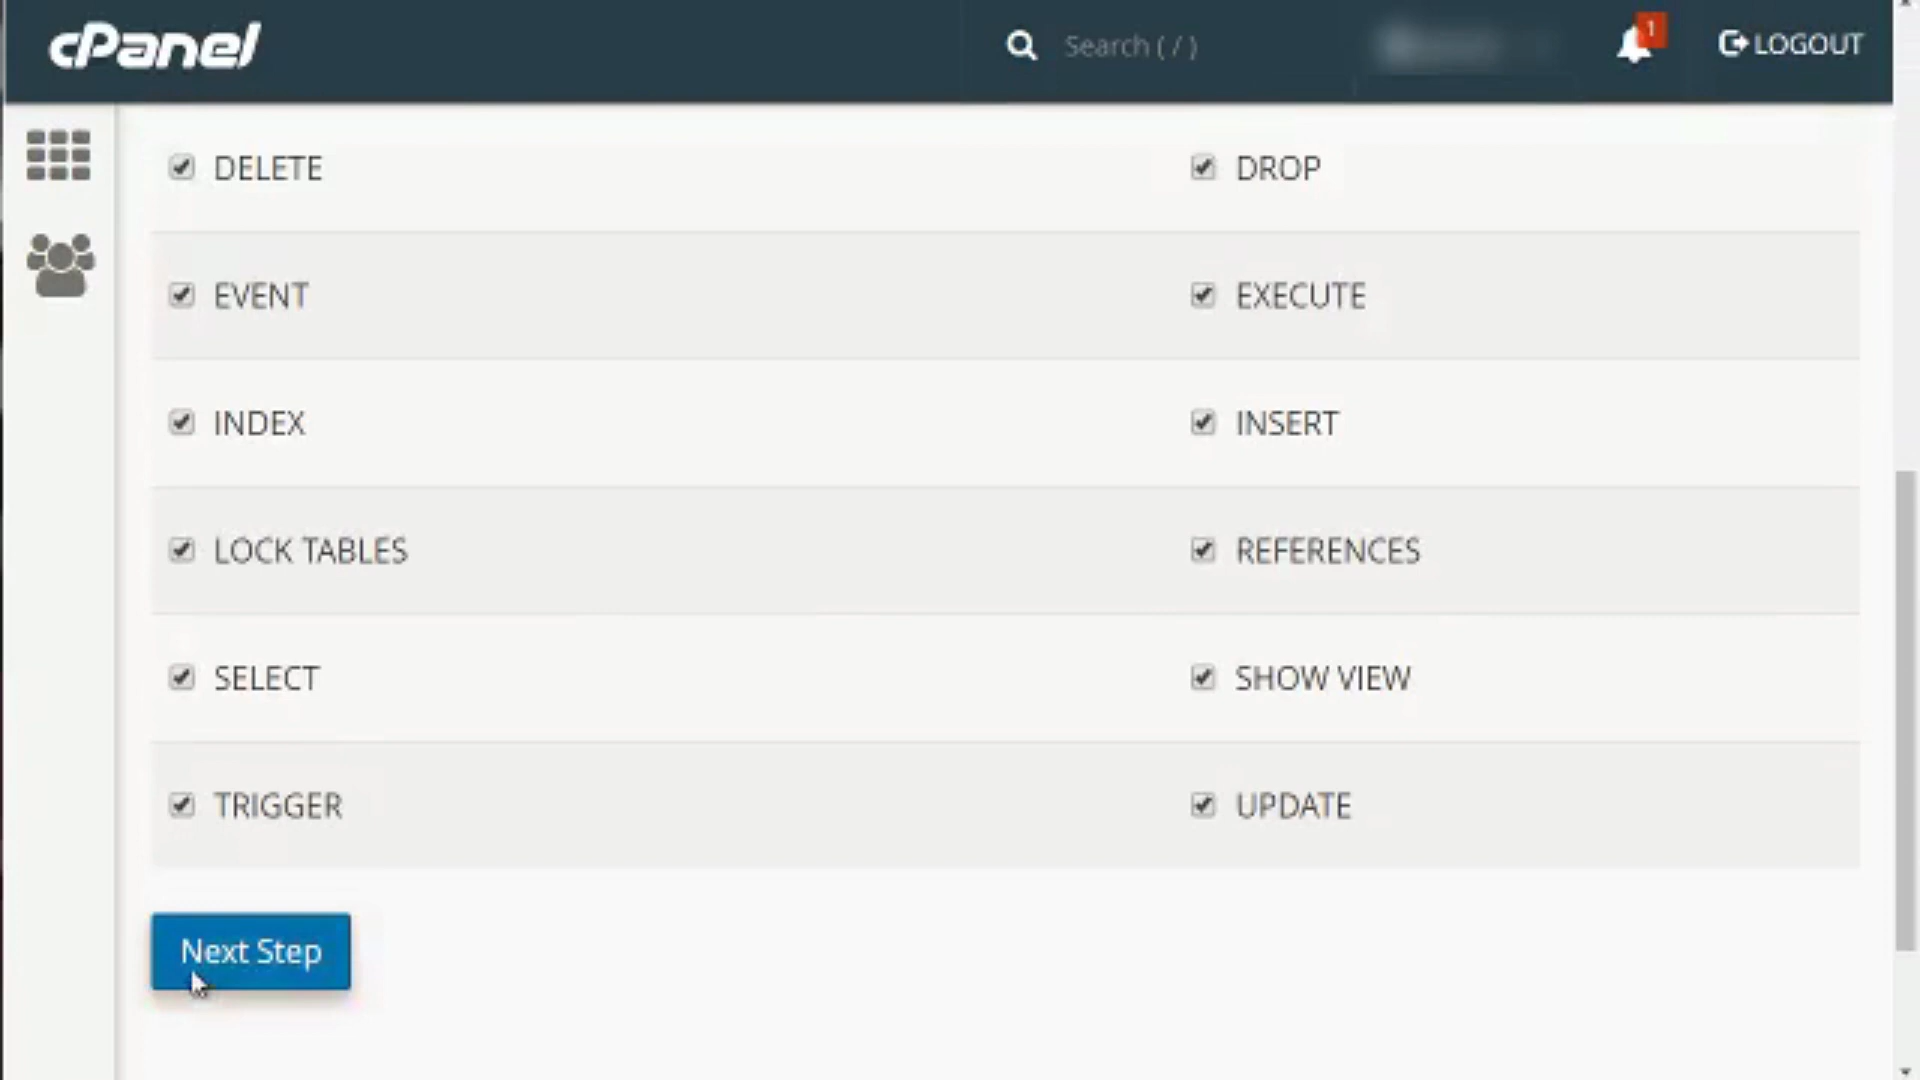 cPanel
Search ( / )
1
LOGOUT
DELETE
DROP
EVENT
EXECUTE
INDEX
INSERT
LOCK TABLES
REFERENCES
SELECT
SHOW VIEW
TRIGGER
UPDATE
Next Step